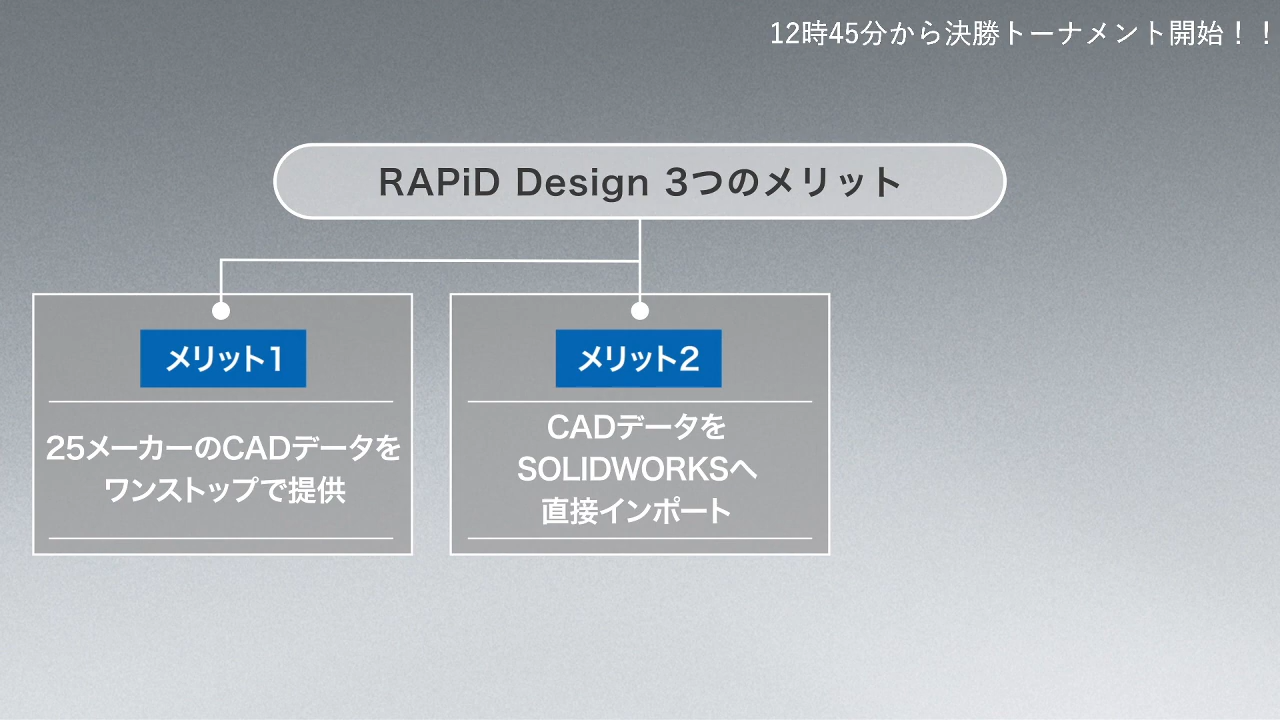 12時45分から決勝トーナメント開始！！
RAPiD Design 3つのメリット
メリット1
25メーカーのCADデータを
ワンストップで提供
メリット2
CADデータを
SOLIDWORKSへ
直接インポート